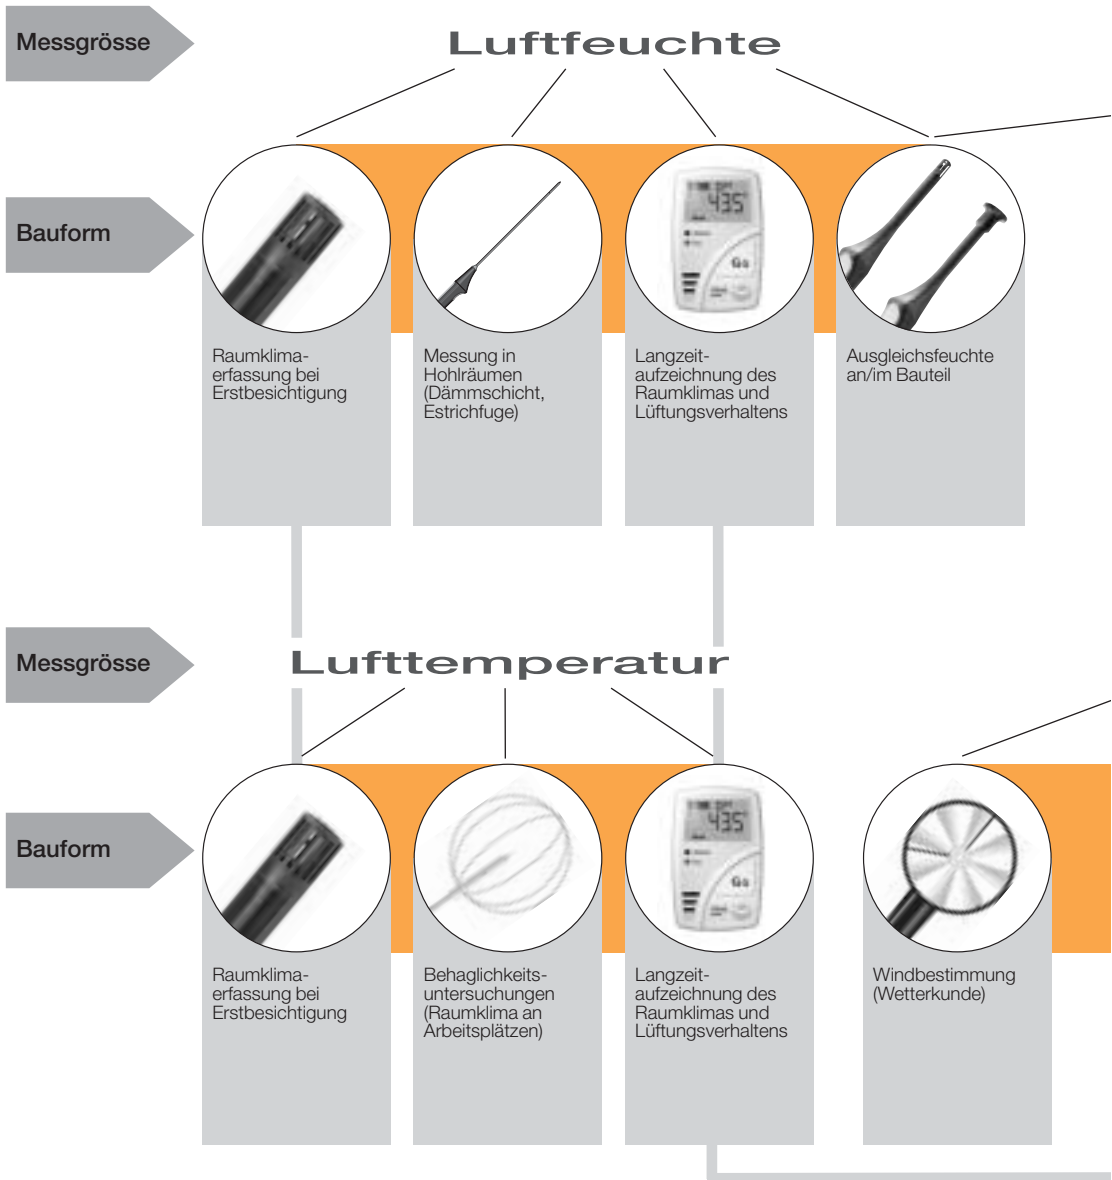 Messgrösse
Luftfeuchte
Bauform
435
Raumklima-
erfassung bei
Erstbesichtigung
Messung in
Hohlräumen
(Dämmschicht,
Estrichfuge)
Langzeit-
aufzeichnung des
Raumklimas und
Lüftungsverhaltens
Ausgleichsfeuchte
an/im Bauteil
Messgrösse
Lufttemperatur
Bauform
435
Raumklima-
erfassung bei
Erstbesichtigung
Behaglichkeits-
untersuchungen
(Raumklima an
Arbeitsplätzen)
Langzeit-
aufzeichnung des
Raumklimas und
Lüftungsverhaltens
Windbestimmung
(Wetterkunde)